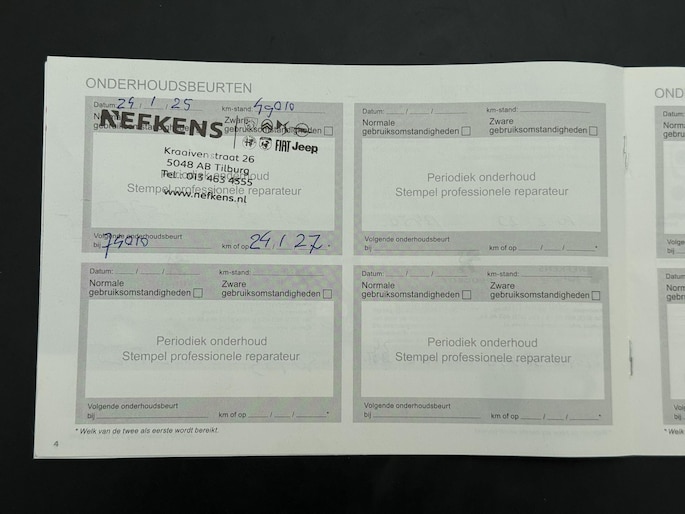 ONDERHOUDSBEURTEN
Datum: 24 / 1 / 25 km-stand: 49010
Normale gebruiksomstandigheden
Zware gebruiksomstandigheden
NEFKENS
FIAT Jeep
Kraaivenstraat 26
5048 AB Tilburg
Tel. 013 463 4555
www.nefkens.nl
Periodiek onderhoud
Stempel professionele reparateur
Volgende onderhoudsbeurt
bij 74010 km of op 24 / 1 / 27. *
Datum: / / km-stand:
Normale gebruiksomstandigheden
Zware gebruiksomstandigheden
Periodiek onderhoud
Stempel professionele reparateur
Volgende onderhoudsbeurt
bij km of op / / *
Datum: / / km-stand:
Normale gebruiksomstandigheden
Zware gebruiksomstandigheden
Periodiek onderhoud
Stempel professionele reparateur
Volgende onderhoudsbeurt
bij km of op / / *
Datum: / / km-stand:
Normale gebruiksomstandigheden
Zware gebruiksomstandigheden
Periodiek onderhoud
Stempel professionele reparateur
Volgende onderhoudsbeurt
bij km of op / / *
* Welk van de twee als eerste wordt bereikt.
4
OND